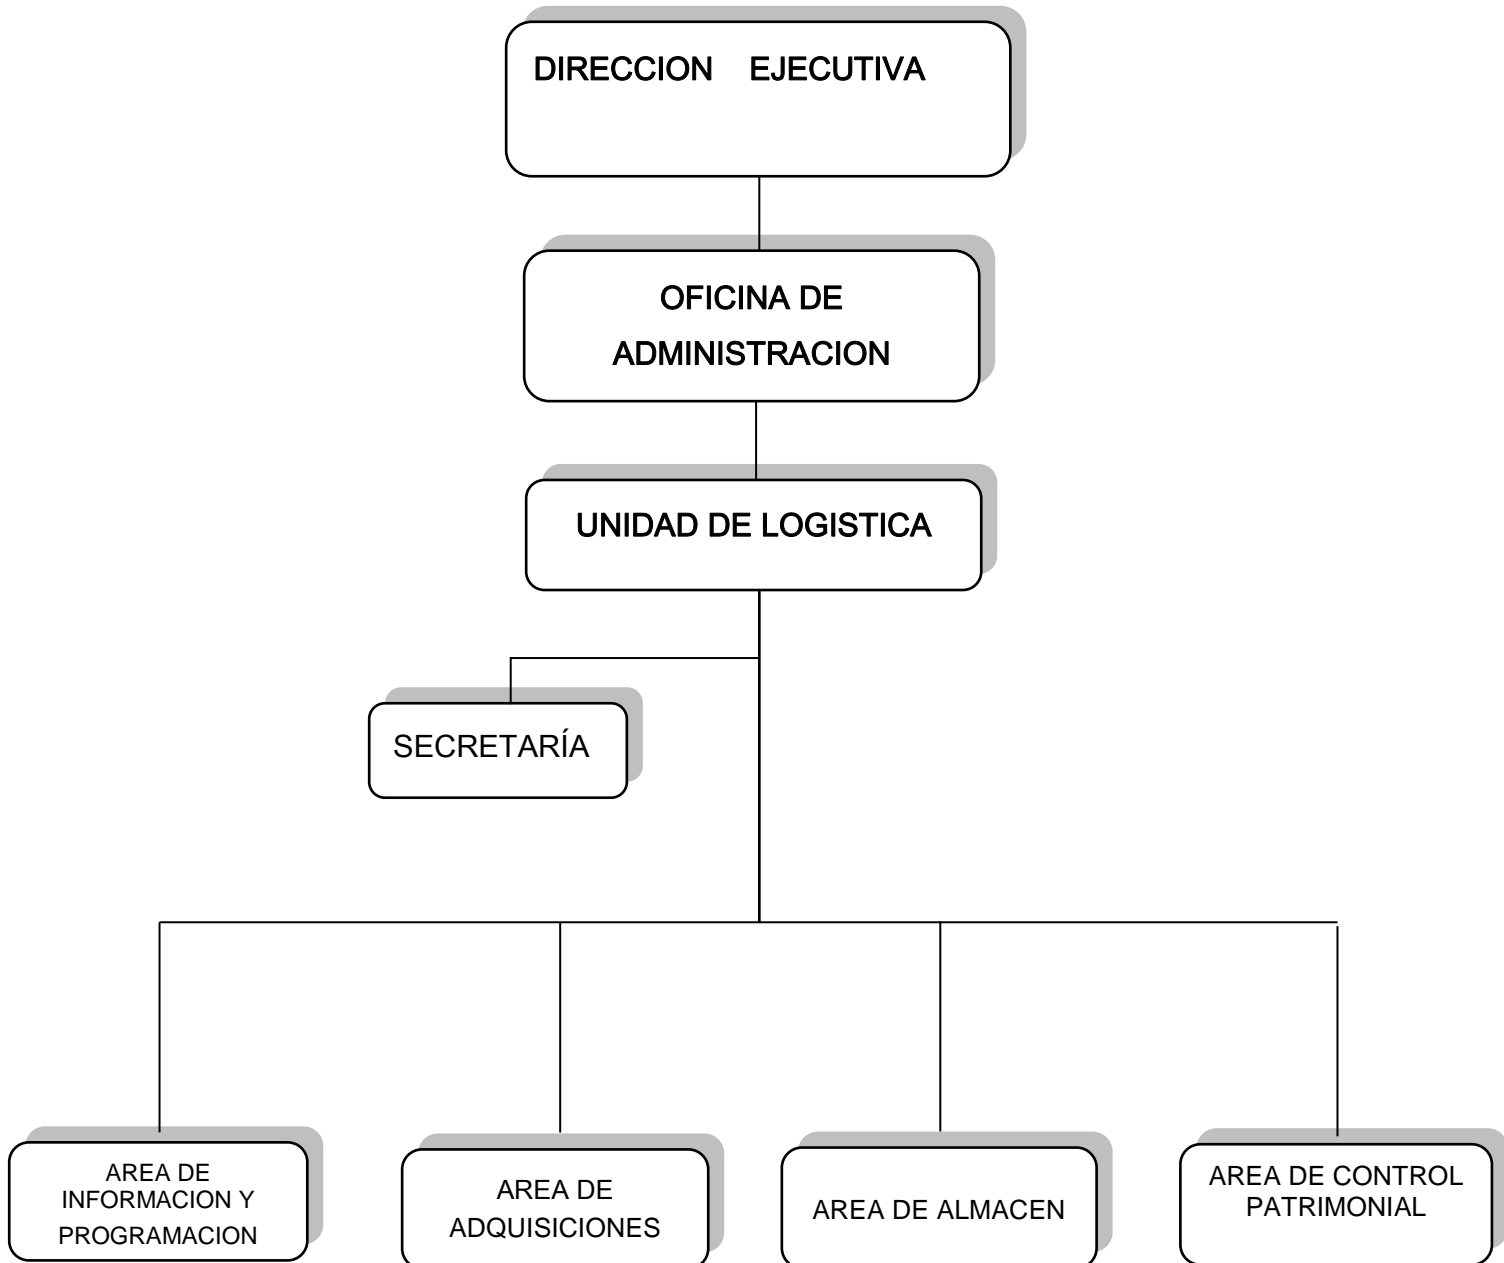 DIRECCION EJECUTIVA
OFICINA DE
ADMINISTRACION
UNIDAD DE LOGISTICA
SECRETARÍA
AREA DE
INFORMACION Y
PROGRAMACION
AREA DE
ADQUISICIONES
AREA DE ALMACEN
AREA DE CONTROL
PATRIMONIAL